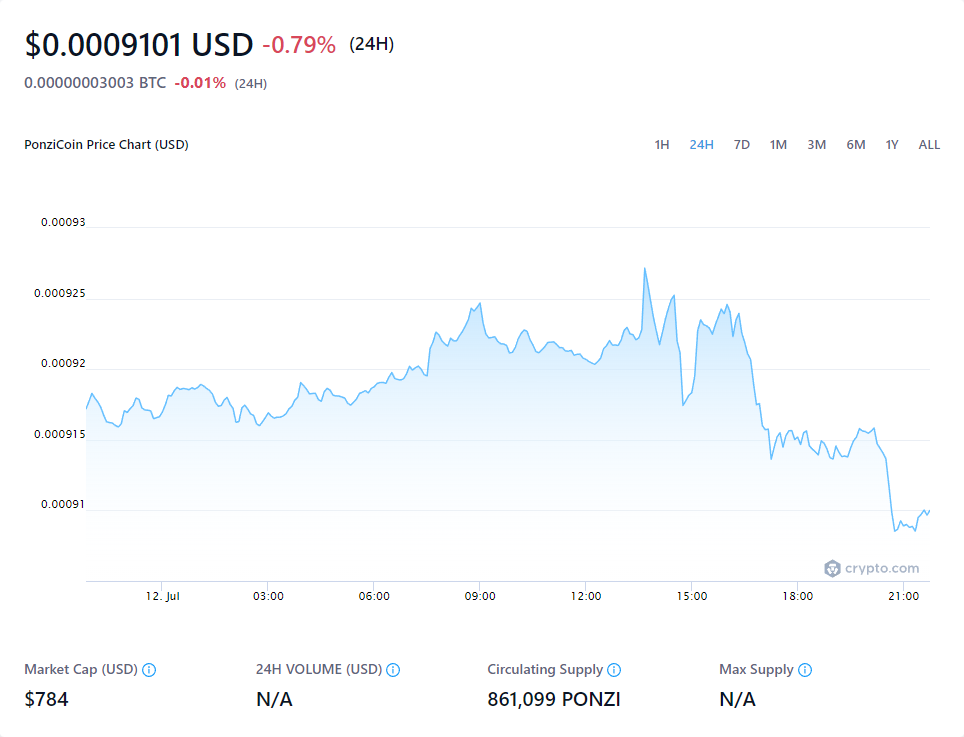 $0.0009101 USD -0.79% (24H)
0.00000003003 BTC -0.01% (24H)
PonziCoin Price Chart (USD)
1H 24H 7D 1M 3M 6M 1Y ALL
0.00093
0.000925
0.00092
0.000915
0.00091
crypto.com
12. Jul 03:00 06:00 09:00 12:00 15:00 18:00 21:00
Market Cap (USD) 24H VOLUME (USD) Circulating Supply Max Supply
$784 N/A 861,099 PONZI N/A